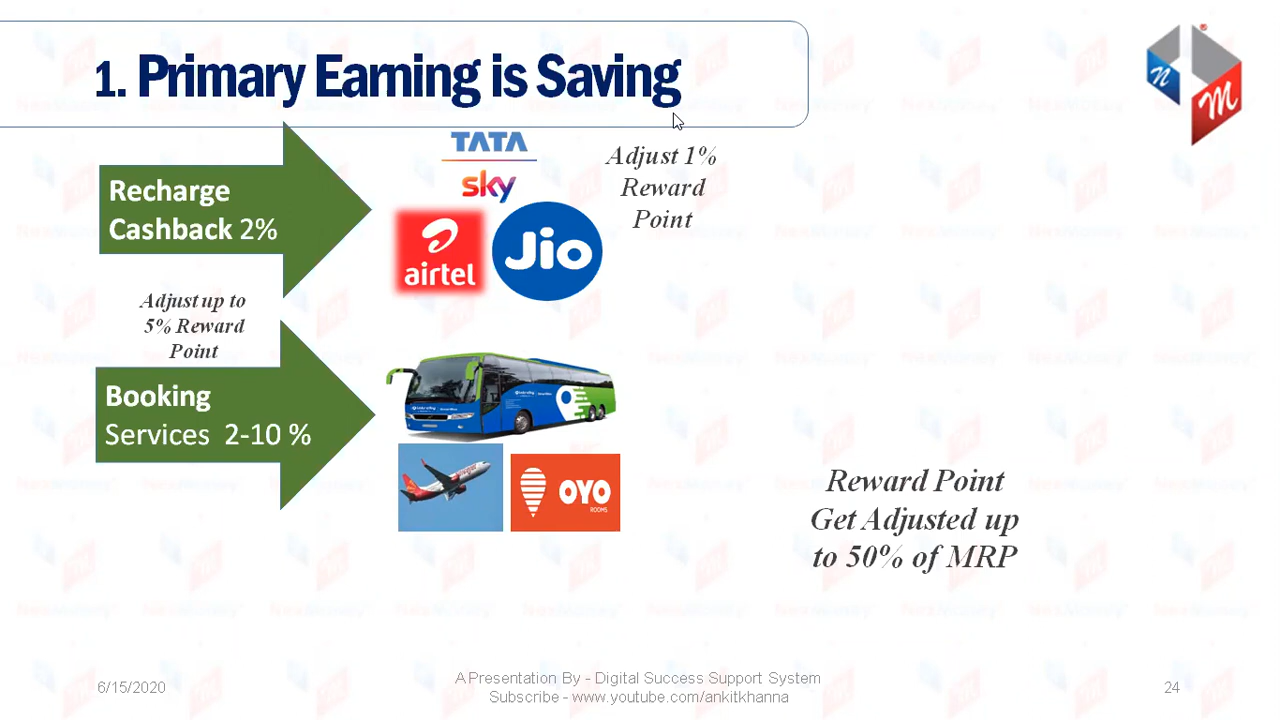 1. Primary Earning is Saving
n
m
TATA
sky
Adjust 1%
Reward
Point
Recharge
Cashback 2%
airtel
Jio
Adjust up to
5% Reward
Point
Booking
Services 2-10 %
OYO
ROOMS
Reward Point
Get Adjusted up
to 50% of MRP
6/15/2020
A Presentation By - Digital Success Support System
Subscribe - www.youtube.com/ankitkhanna
24